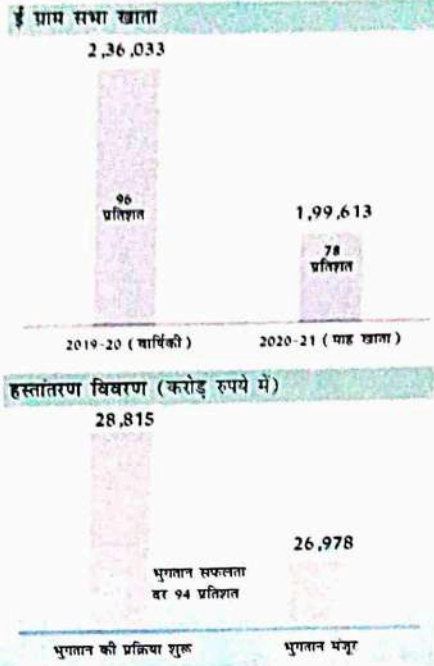 ई ग्राम सभा खाता
2,36,033
96
प्रतिशत
1,99,613
78
प्रतिशत
2019-20 (वार्षिकी)
2020-21 (माह खाता)
हस्तांतरण विवरण (करोड़ रुपये में)
28,815
26,978
भुगतान सफलता
दर 94 प्रतिशत
भुगतान की प्रक्रिया शुरू
भुगतान मंजूर